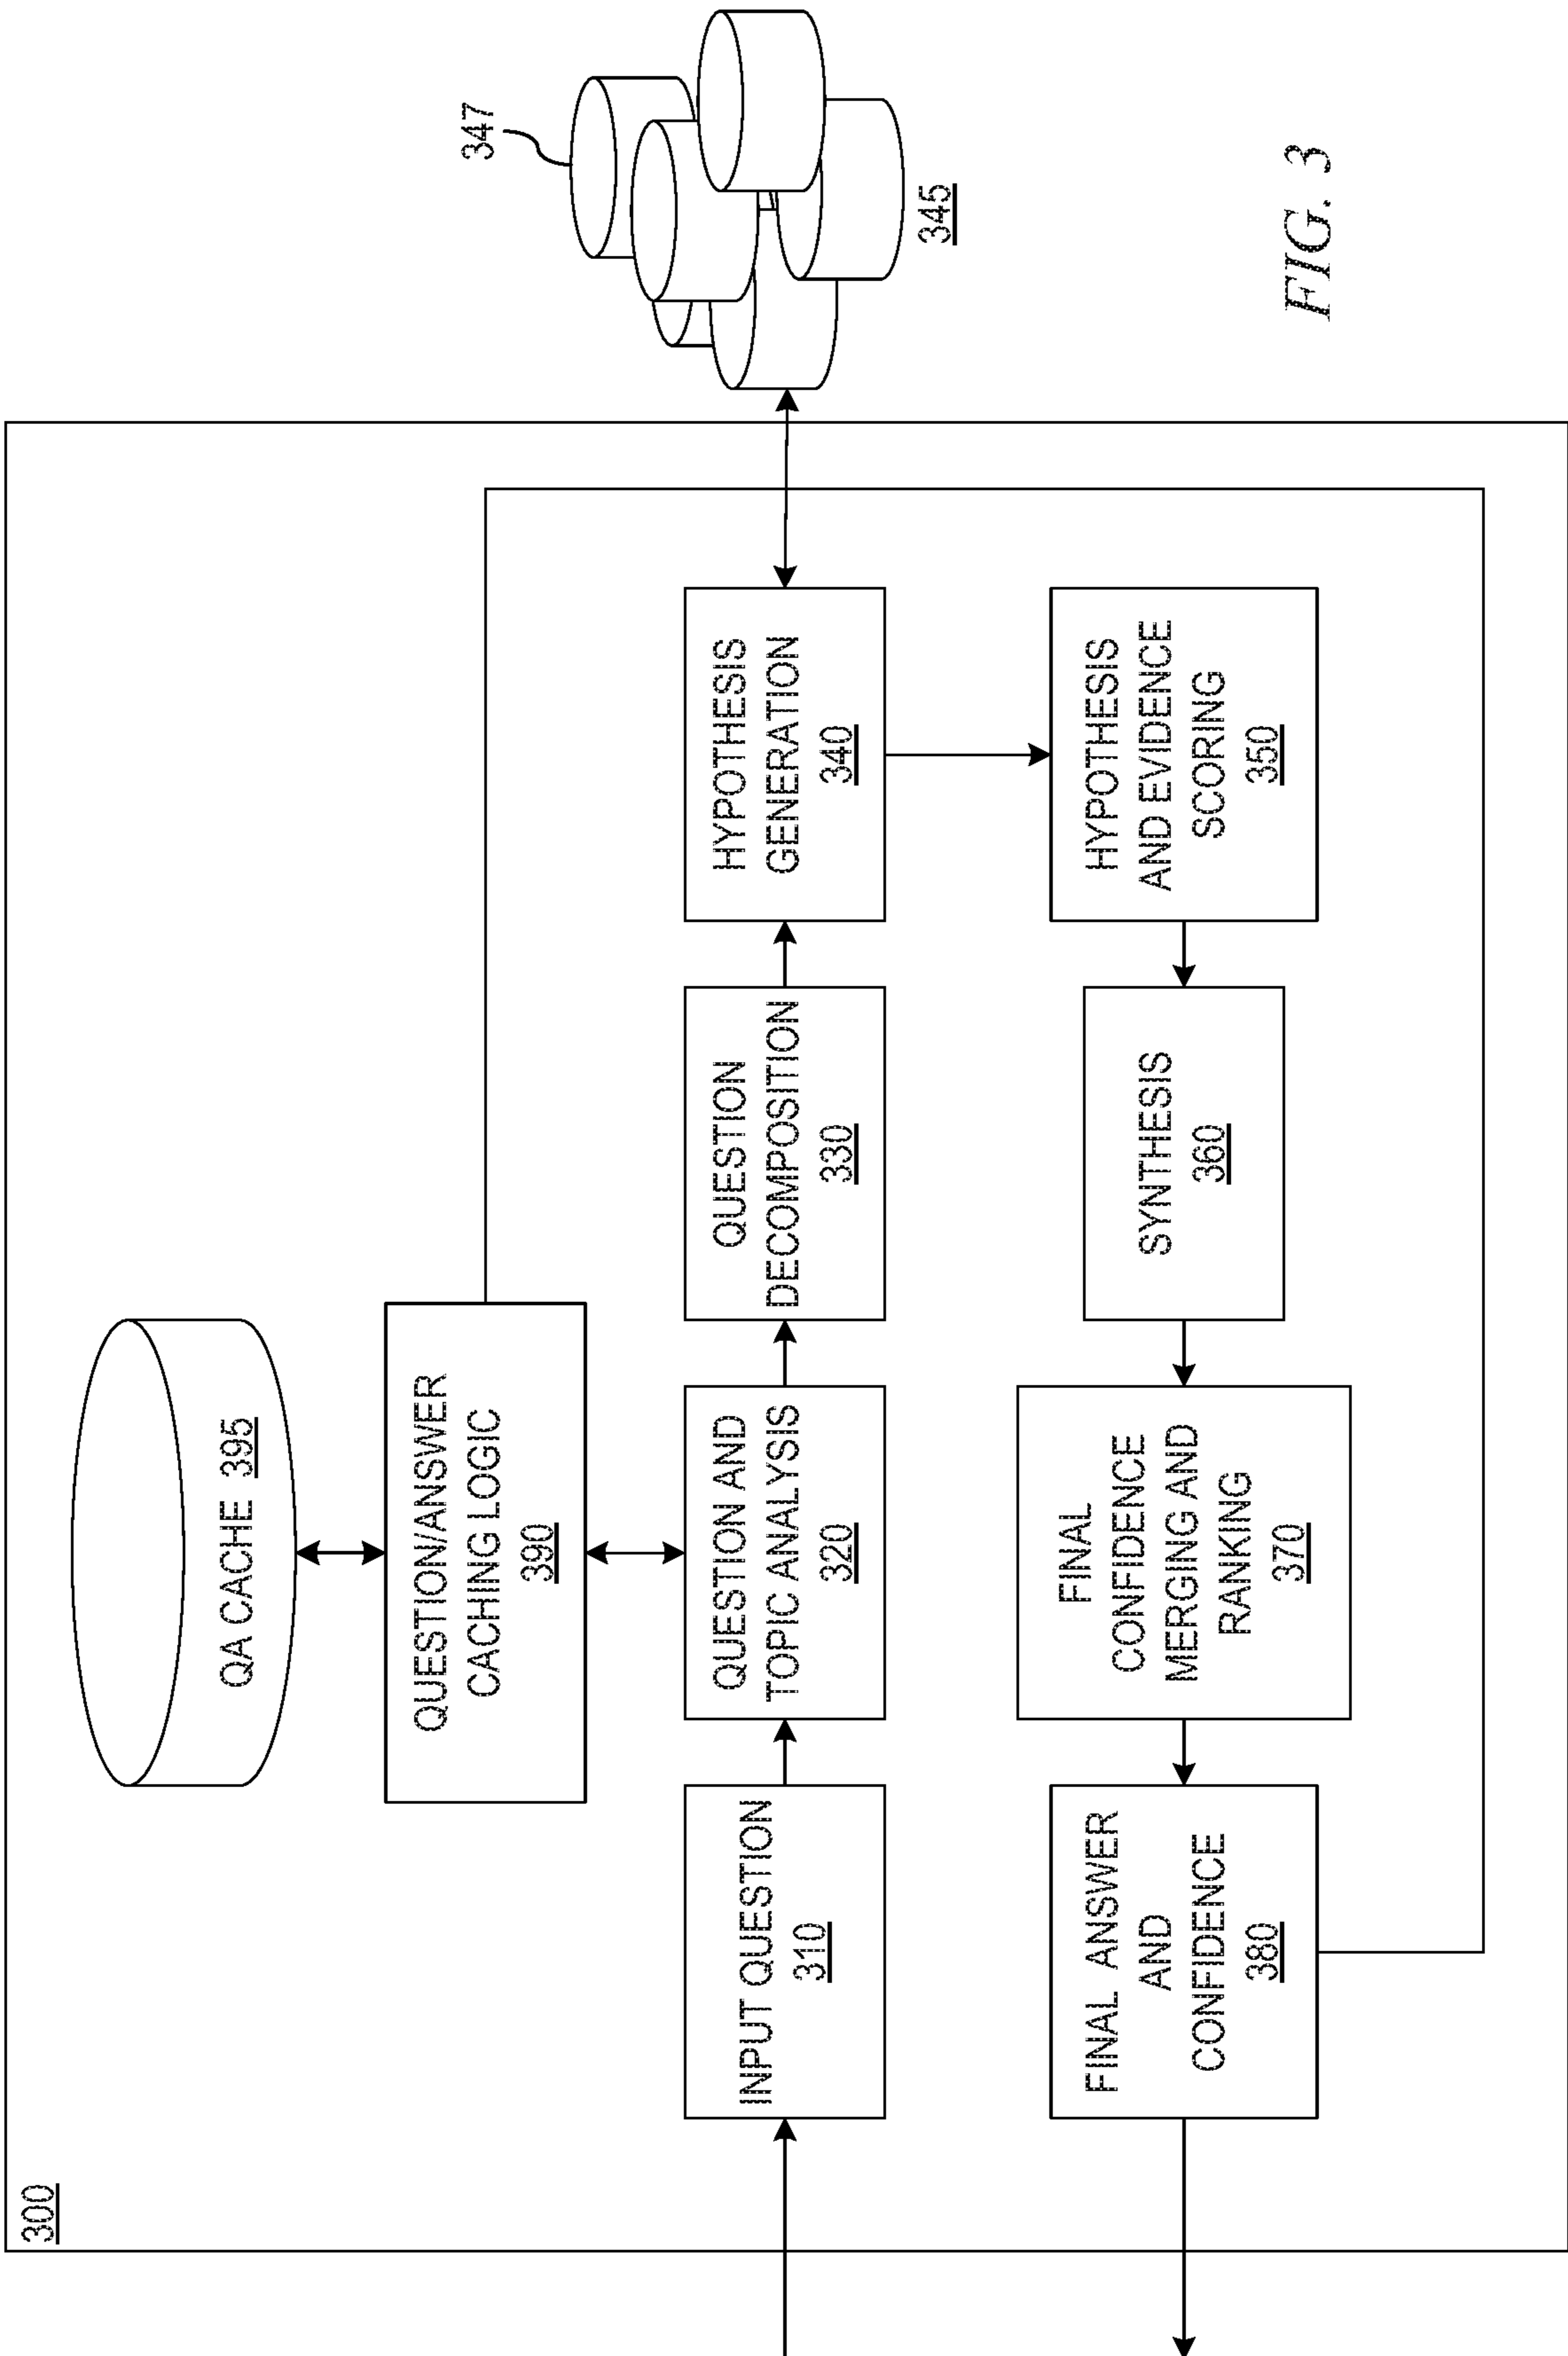 300
QA CACHE 395
QUESTION/ANSWER
CACHING LOGIC
390
INPUT QUESTION
310
QUESTION AND
TOPIC ANALYSIS
320
QUESTION
DECOMPOSITION
330
HYPOTHESIS
GENERATION
340
347
345
FINAL ANSWER
AND
CONFIDENCE
380
FINAL
CONFIDENCE
MERGING AND
RANKING
370
SYNTHESIS
360
HYPOTHESIS
AND EVIDENCE
SCORING
350
FIG. 3